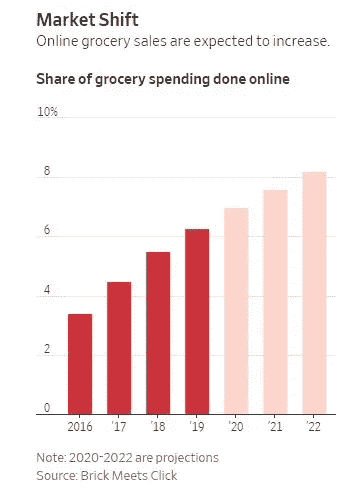 Market Shift
Online grocery sales are expected to increase.
Share of grocery spending done online
10%
8
6
4
2
0
2016 '17 '18 '19 '20 '21 '22
Note: 2020-2022 are projections
Source: Brick Meets Click